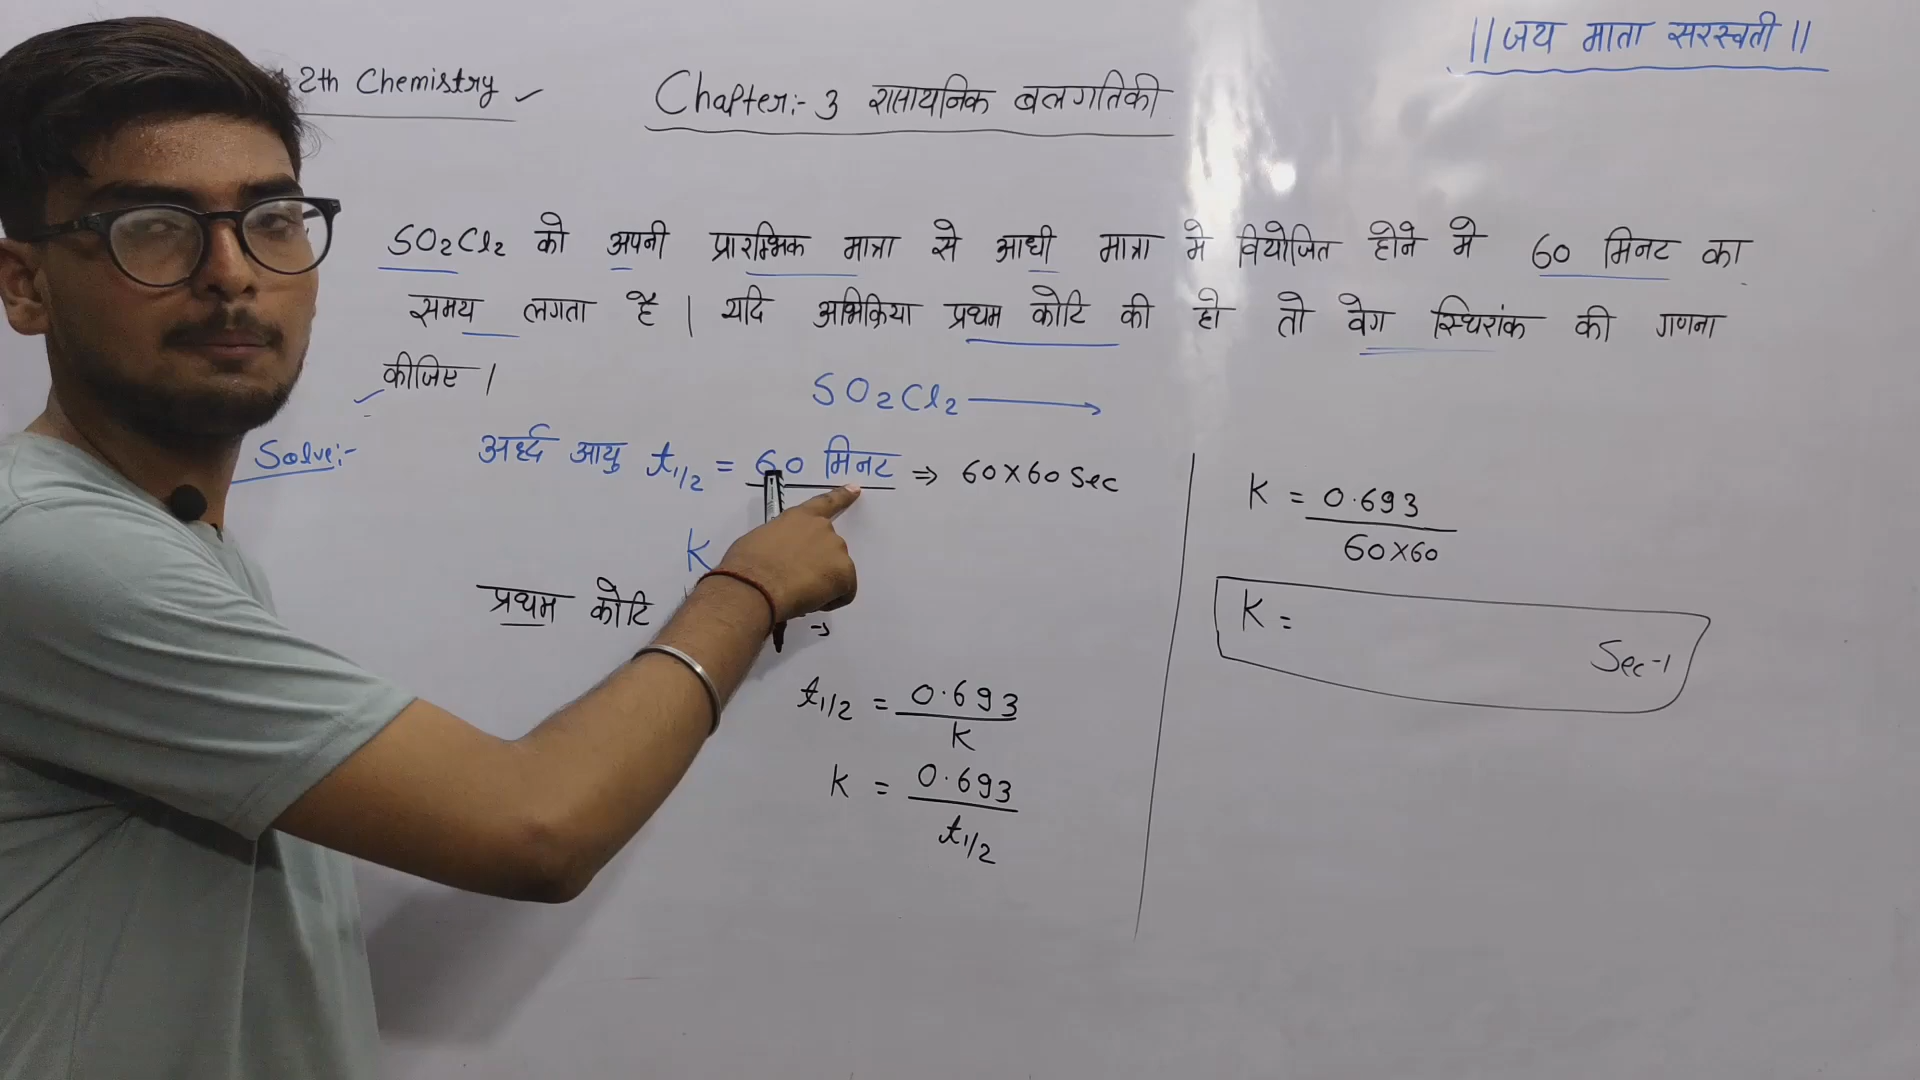 2th Chemistry
Chapter:- 3 रासायनिक बलगतिकी
||जय माता सरस्वती||
SO2Cl2 को अपनी प्रारम्भिक मात्रा से आधी मात्रा मे वियोजित होने मे 60 मिनट का
समय लगता है | यदि अभिक्रिया प्रथम कोटि की हो तो वेग स्थिरांक की गणना
कीजिए |
SO2Cl2 ⟶
Solve:-
अर्ध्द आयु t1/2 = 60 मिनट ⇒ 60×60 Sec
K
प्रथम कोटि →
t1/2 = 0.693/K
K = 0.693/t1/2
K = 0.693/60×60
K = Sec-1